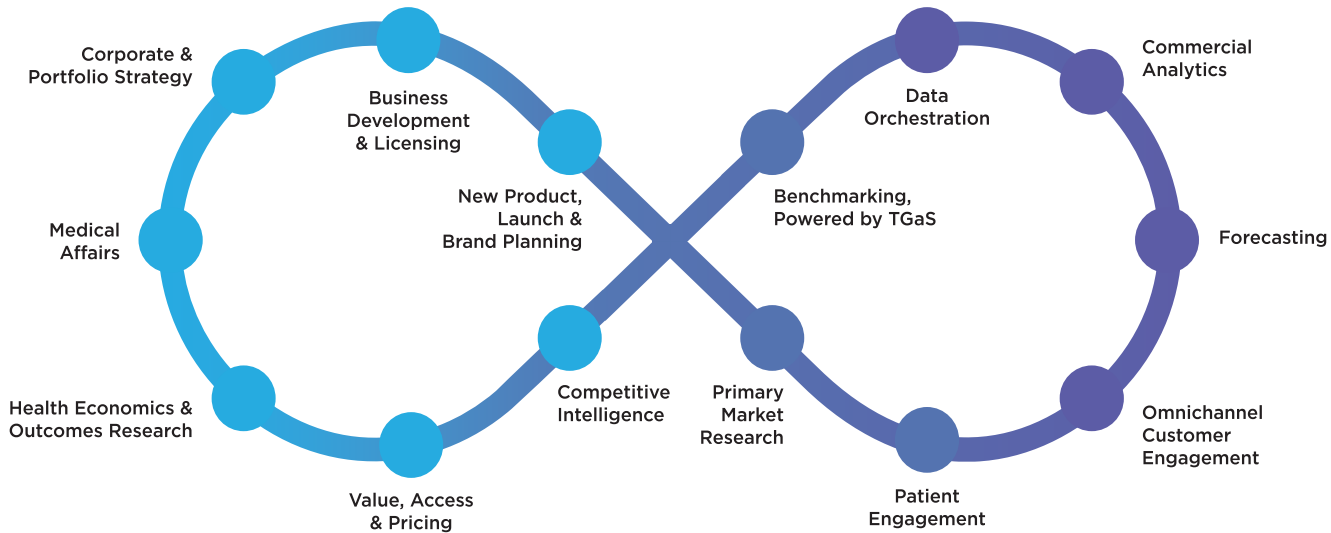 Corporate &
Portfolio Strategy
Business
Development
& Licensing
New Product,
Launch &
Brand Planning
Medical
Affairs
Health Economics &
Outcomes Research
Value, Access
& Pricing
Competitive
Intelligence
Data
Orchestration
Commercial
Analytics
Benchmarking,
Powered by TGaS
Forecasting
Primary
Market
Research
Omnichannel
Customer
Engagement
Patient
Engagement